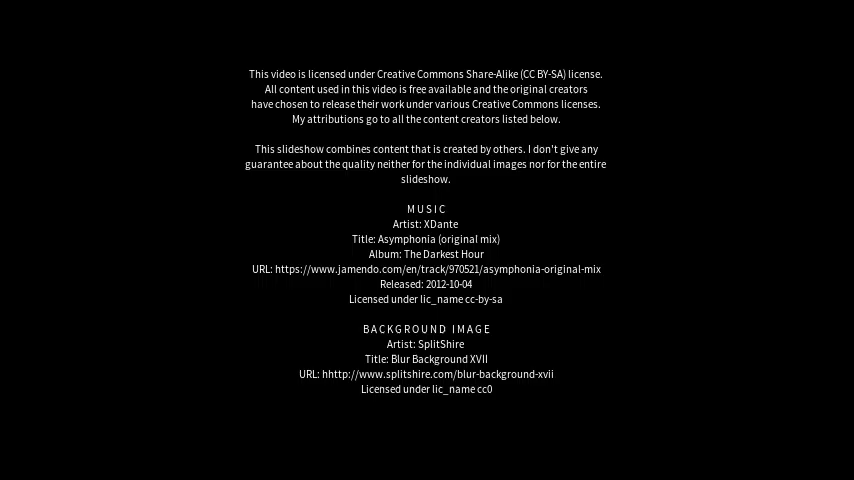 This video is licensed under Creative Commons Share-Alike (CC BY-SA) license.
All content used in this video is free available and the original creators
have chosen to release their work under various Creative Commons licenses.
My attributions go to all the content creators listed below.
This slideshow combines content that is created by others. I don't give any
guarantee about the quality neither for the individual images nor for the entire
slideshow.
M U S I C
Artist: XDante
Title: Asymphonia (original mix)
Album: The Darkest Hour
URL: https://www.jamendo.com/en/track/970521/asymphonia-original-mix
Released: 2012-10-04
Licensed under lic_name cc-by-sa
B A C K G R O U N D   I M A G E
Artist: SplitShire
Title: Blur Background XVII
URL: hhttp://www.splitshire.com/blur-background-xvii
Licensed under lic_name cc0